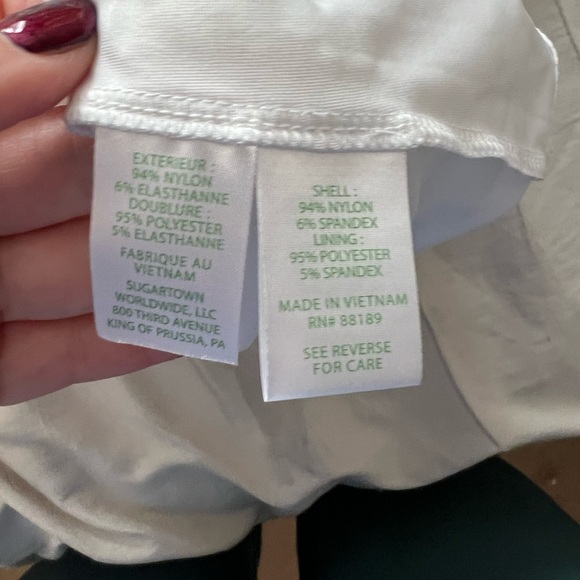 EXTERIEUR :
94% NYLON
6% ELASTHANNE
DOUBLURE :
95% POLYESTER
5% ELASTHANNE
FABRIQUE AU
VIETNAM
SUGARTOWN
WORLDWIDE, LLC
800 THIRD AVENUE
KING OF PRUSSIA, PA
SHELL :
94% NYLON
6% SPANDEX
LINING :
95% POLYESTER
5% SPANDEX
MADE IN VIETNAM
RN# 88189
SEE REVERSE
FOR CARE